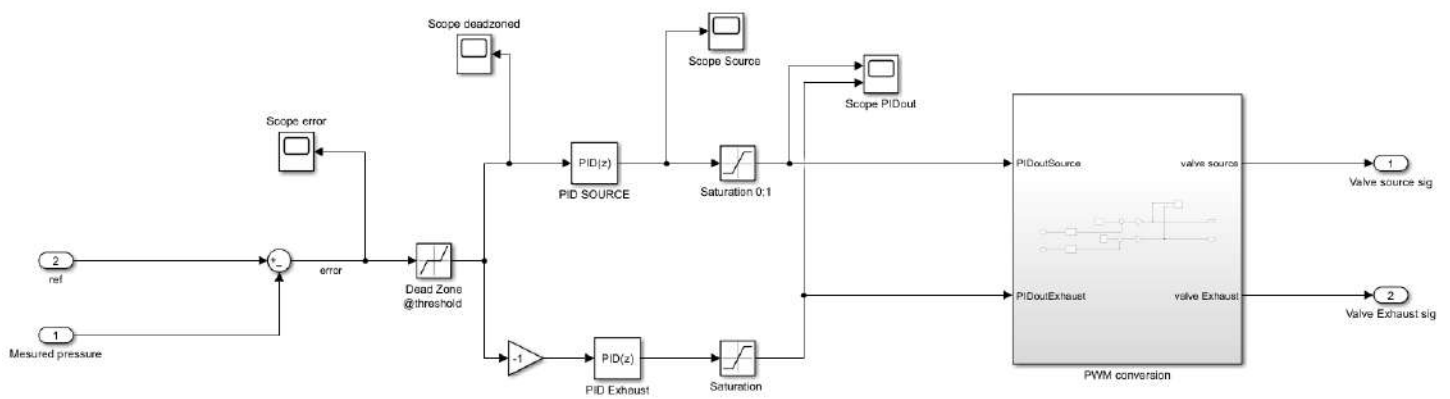 Scope deadzoned
Scope Source
Scope PIDout
Scope error
PID(z)
PID SOURCE
Saturation 0;1
PIDoutSource
valve source
1
Valve source sig
2
ref
+
-
error
Dead Zone
@threshold
1
Mesured pressure
PIDoutExhaust
valve Exhaust
2
Valve Exhaust sig
-1
PID(z)
PID Exhaust
Saturation
PWM conversion